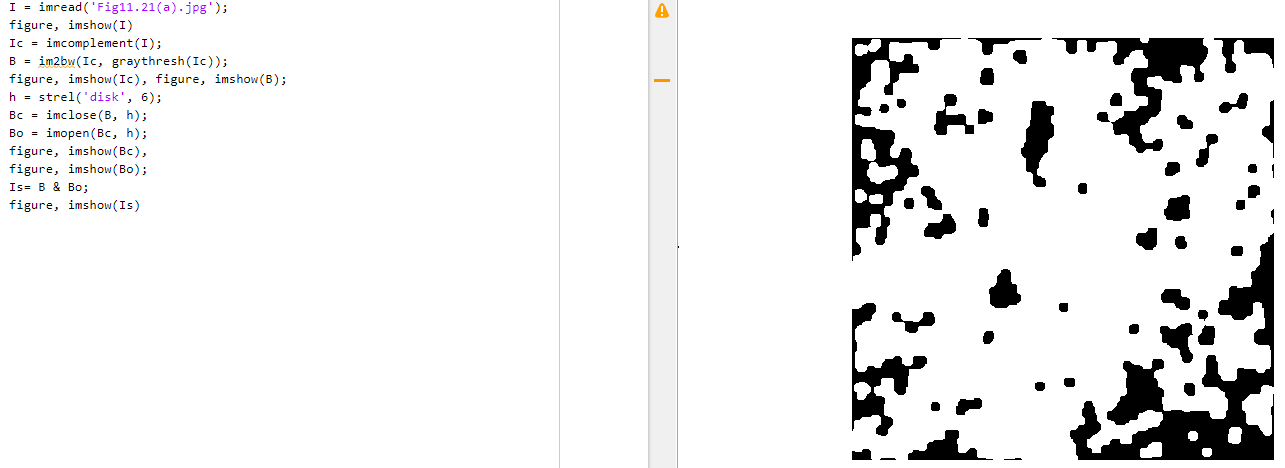 I = imread('Fig11.21(a).jpg');
figure, imshow(I)
Ic = imcomplement(I);
B = im2bw(Ic, graythresh(Ic));
figure, imshow(Ic), figure, imshow(B);
h = strel('disk', 6);
Bc = imclose(B, h);
Bo = imopen(Bc, h);
figure, imshow(Bc),
figure, imshow(Bo);
Is= B & Bo;
figure, imshow(Is)